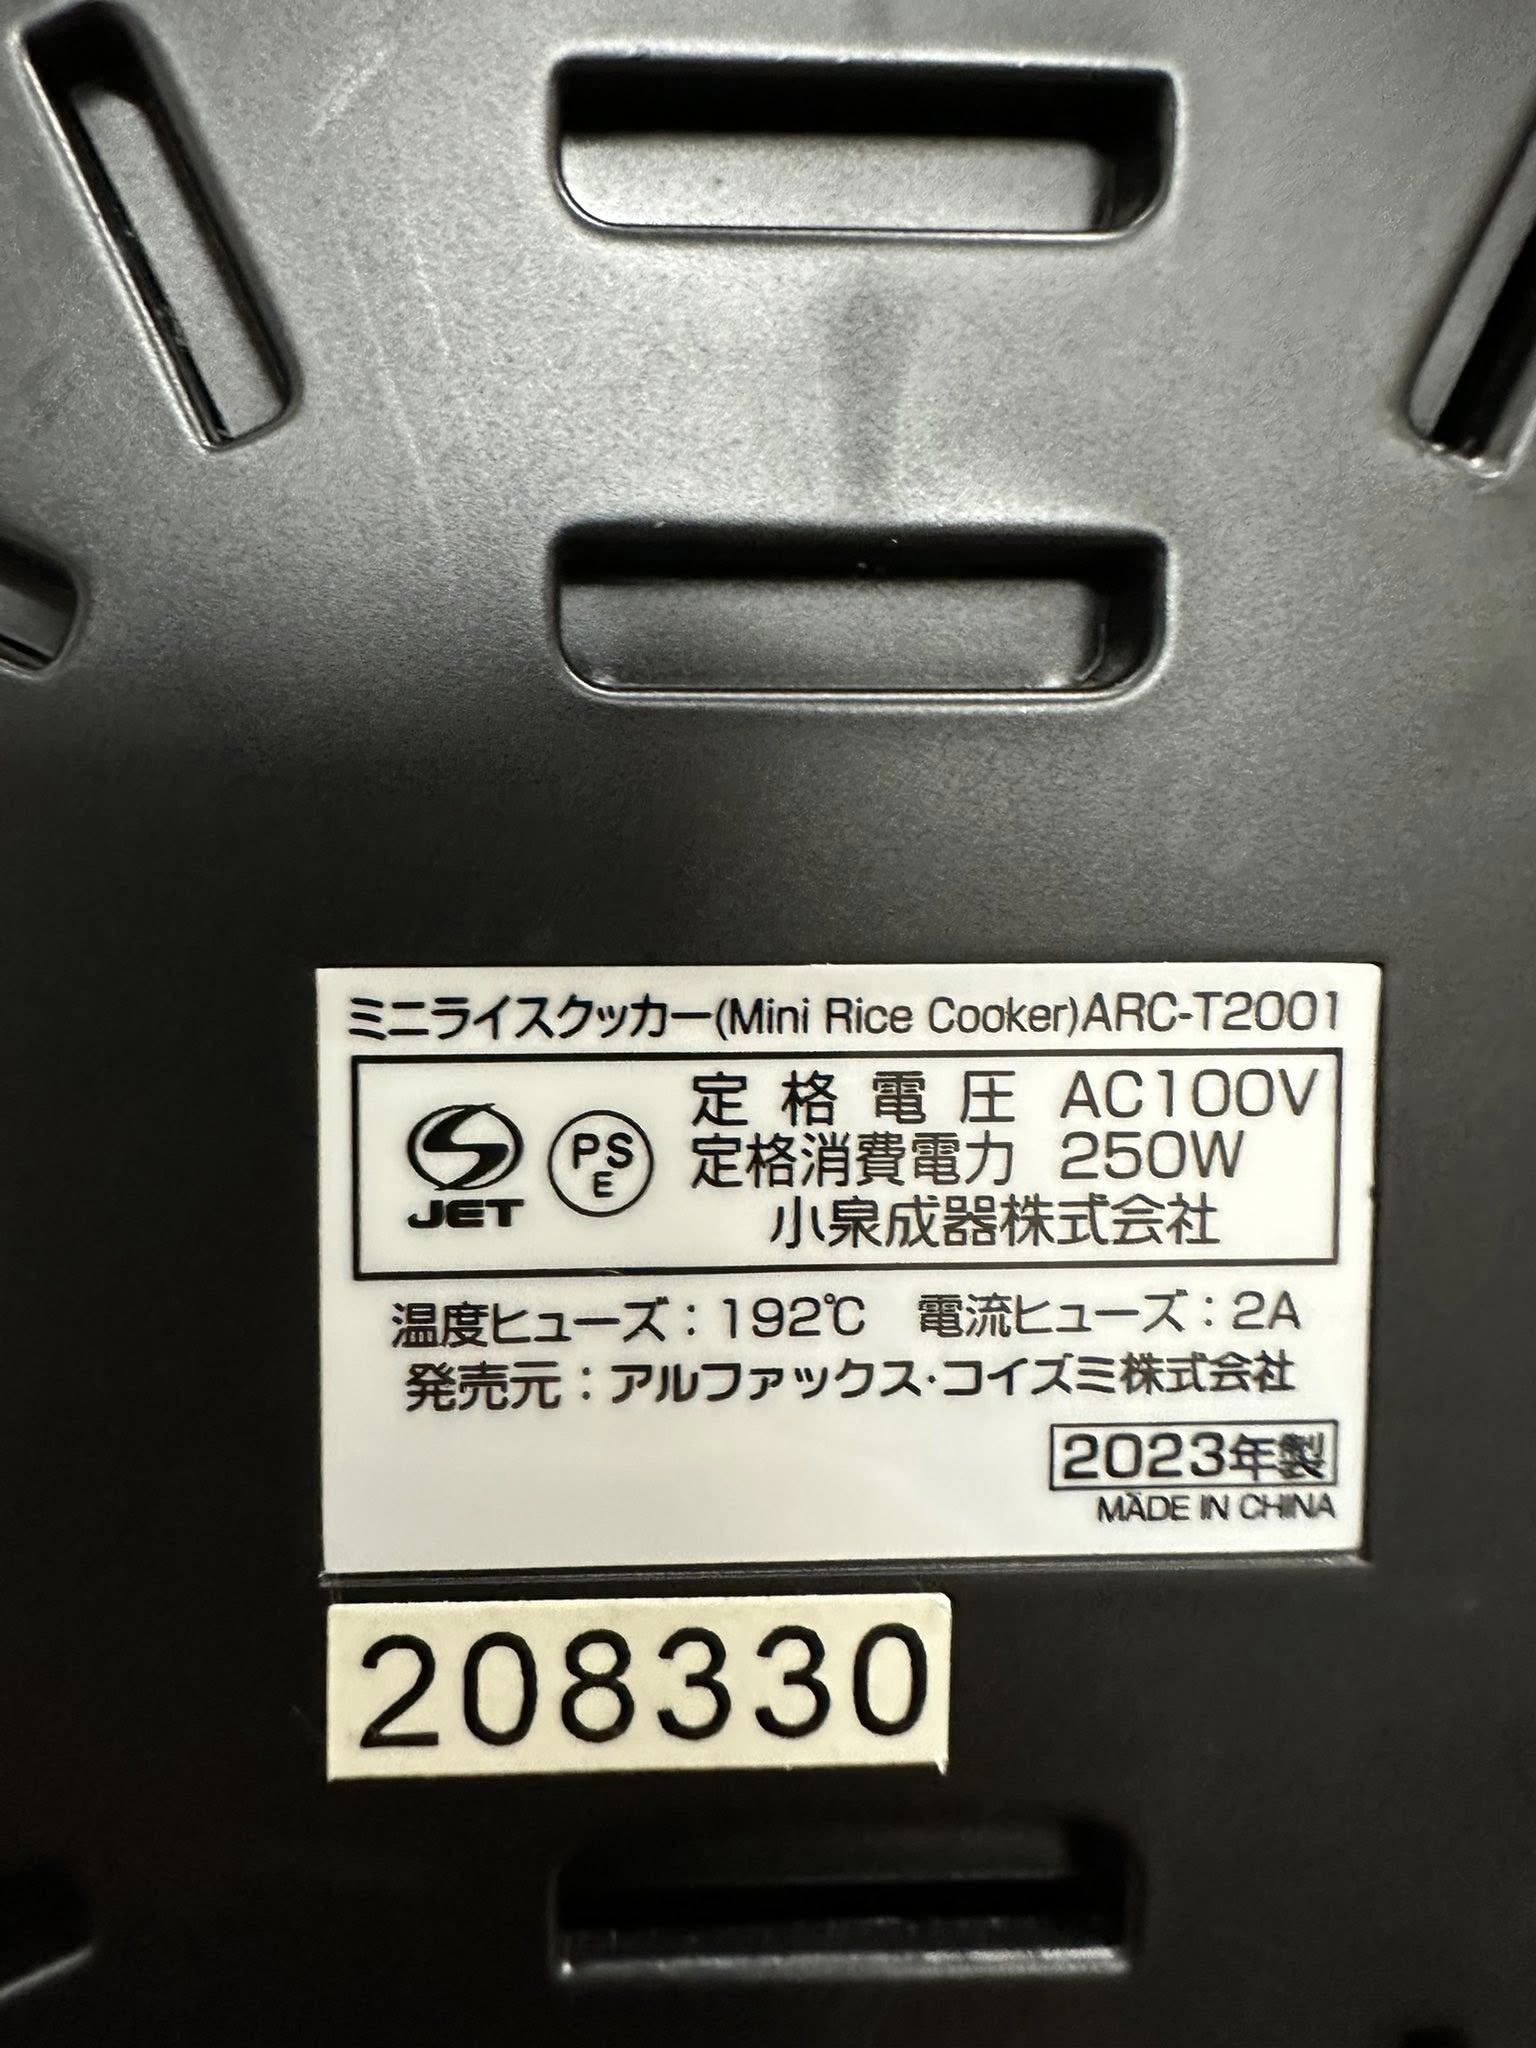 ミニライスクッカー(Mini Rice Cooker)ARC-T2001
定格電圧 AC100V
JET
PS
E
定格消費電力 250W
小泉成器株式会社
温度ヒューズ：192℃ 電流ヒューズ：2A
発売元：アルファックス・コイズミ株式会社
2023年製
MADE IN CHINA
208330